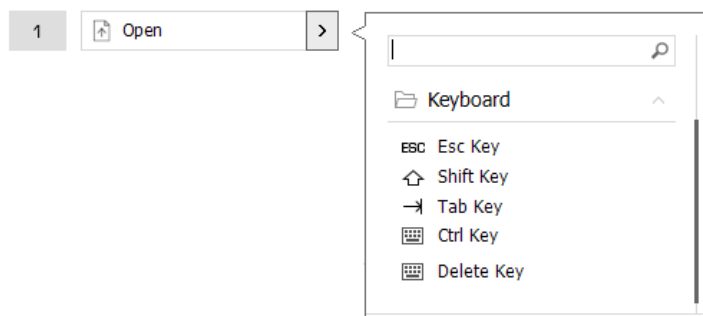 1
Open
Keyboard
ESC Esc Key
Shift Key
Tab Key
Ctrl Key
Delete Key